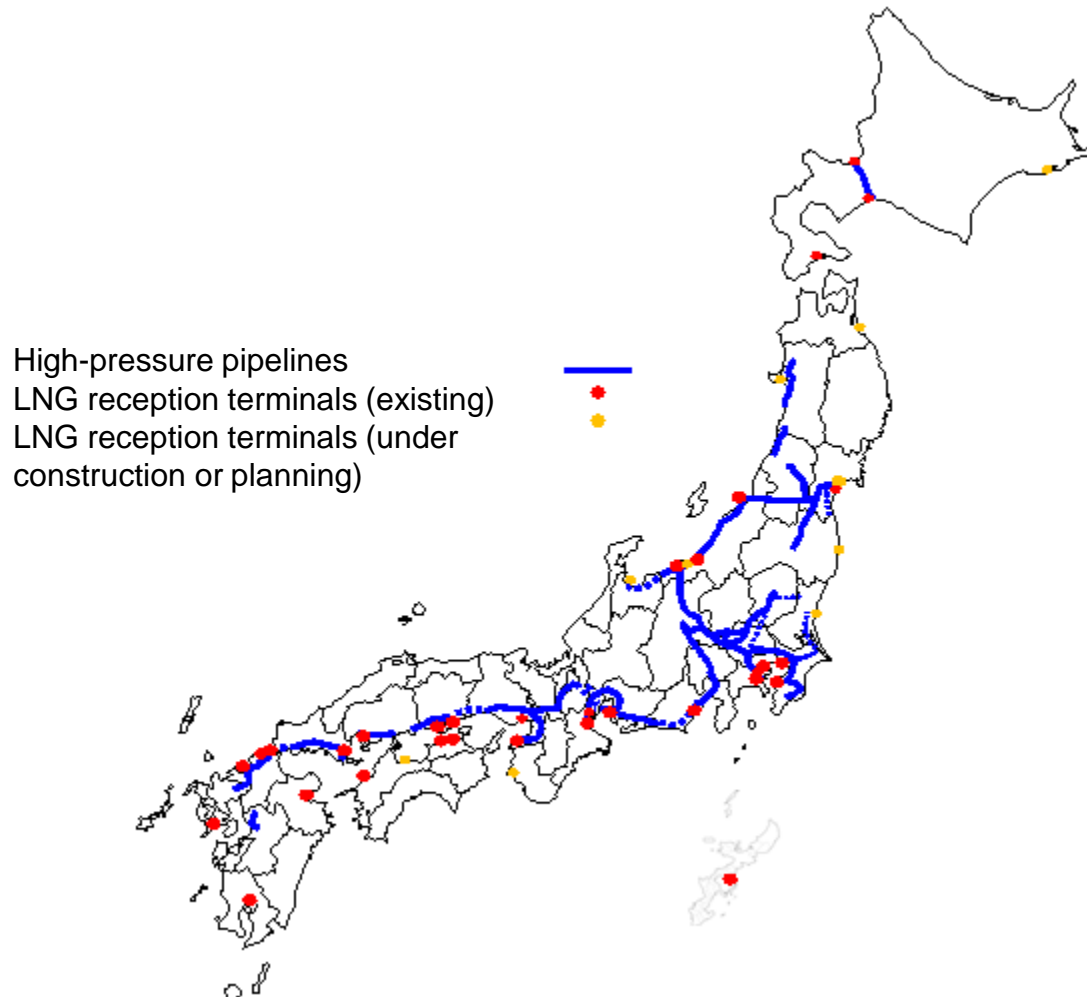 High-pressure pipelines
LNG reception terminals (existing)
LNG reception terminals (under
construction or planning)